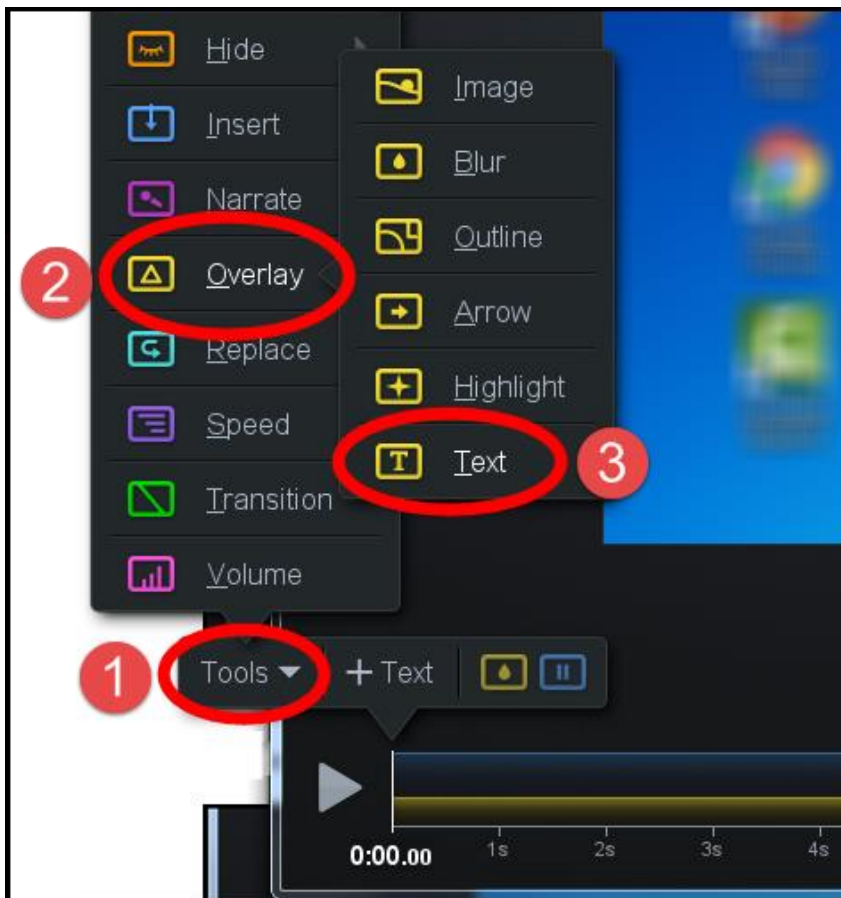 Hide
Insert
Narrate
2
Overlay
Replace
Speed
Transition
Volume
Image
Blur
Outline
Arrow
Highlight
T Text
3
1
Tools
+ Text
0:00.00 1s 2s 3s 4s